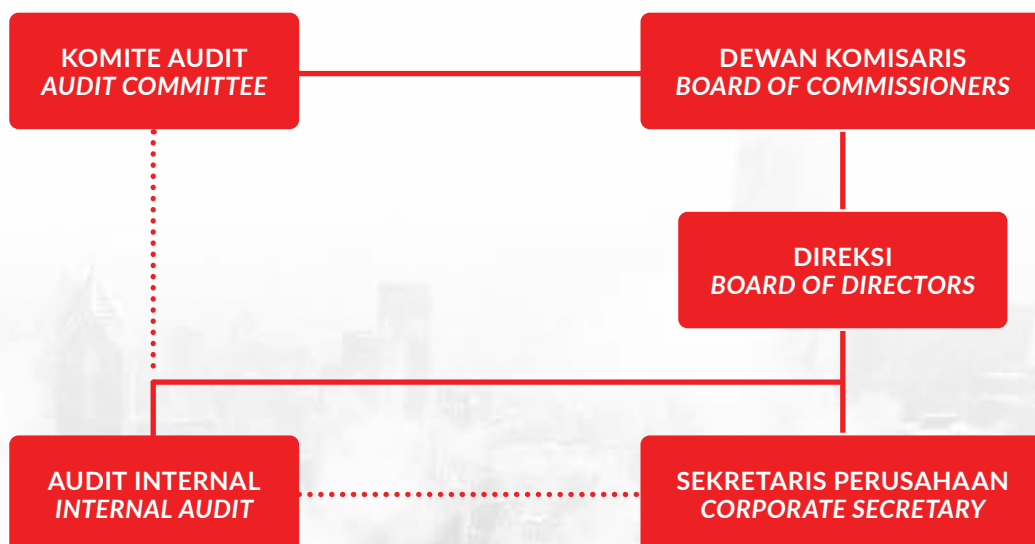 KOMITE AUDIT
AUDIT COMMITTEE
DEWAN KOMISARIS
BOARD OF COMMISSIONERS
DIREKSI
BOARD OF DIRECTORS
AUDIT INTERNAL
INTERNAL AUDIT
SEKRETARIS PERUSAHAAN
CORPORATE SECRETARY